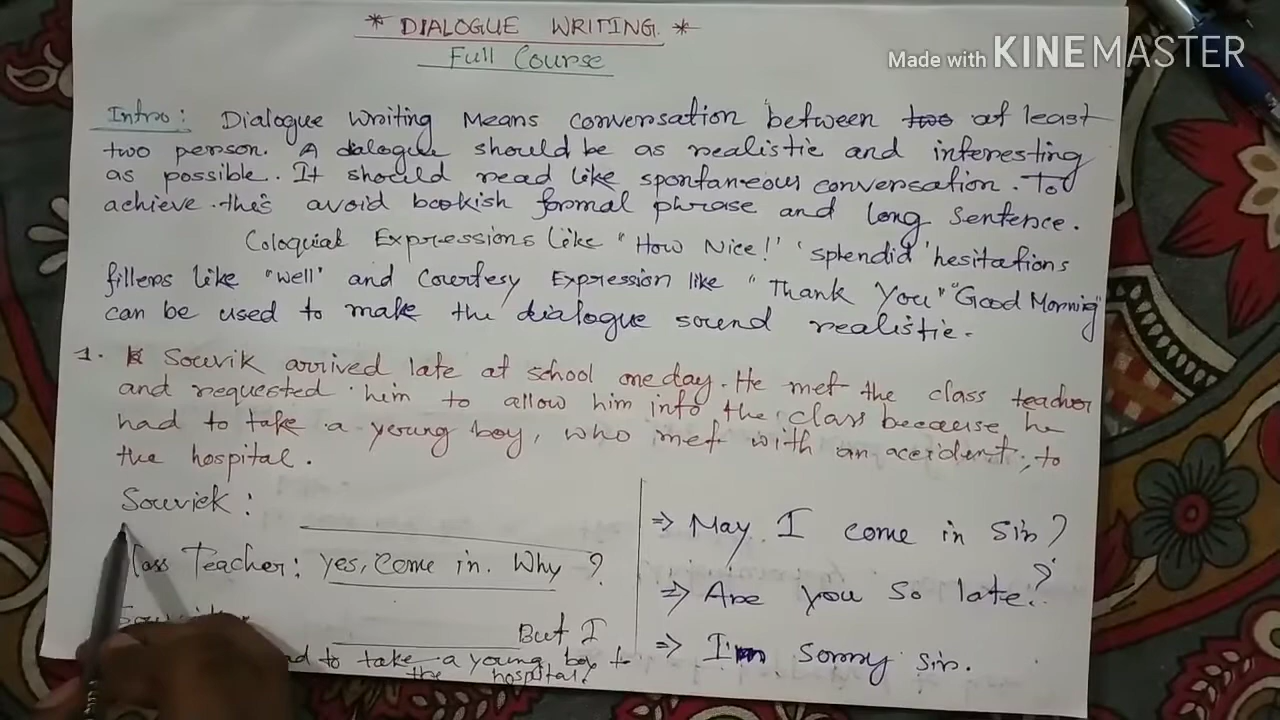 * DIALOGUE WRITING *
Full Course
Made with KINEMASTER
Intro: Dialogue Writing Means conversation between two at least
two person. A dalogue should be as realistic and interesting
as possible. It should read like spontaneous conversation. To
achieve this avoid bookish formal phrase and long sentence.
Coloquial Expressions like "How Nice!' 'splendid' hesitations
fillers like "well' and Courtesy Expression like "Thank You" "Good Morning"
can be used to make the dialogue sound realistic.
1. Souvik arrived late at school one day. He met the class teacher
and requested him to allow him into the class because he
had to take a young boy, who met with an accident, to
the hospital.
Souvick :
Class Teacher: yes, come in. Why ?
But I
had to take a young boy to
the hospital.
⇒ May I come in Sir?
⇒ Are you so late?
⇒ I'm sorry sir.